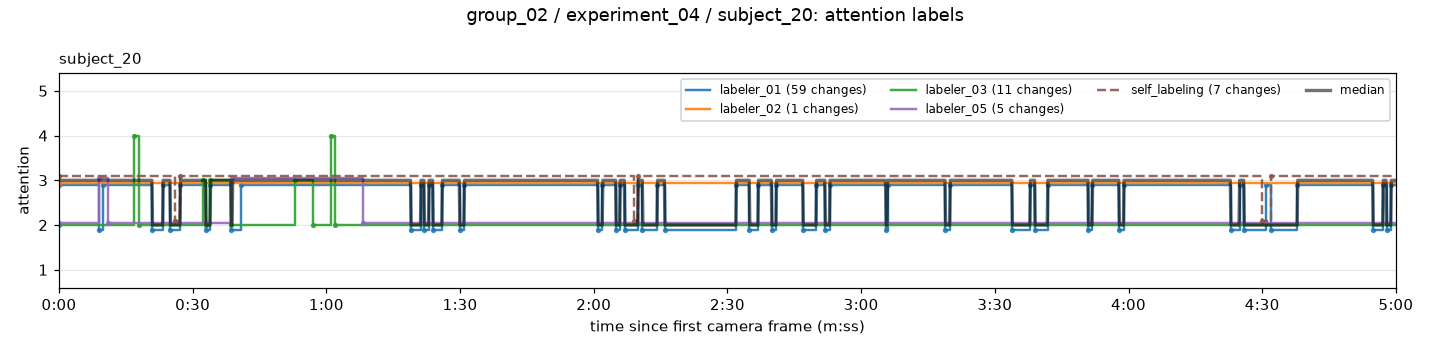 group_02 / experiment_04 / subject_20: attention labels
subject_20
labeler_01 (59 changes)
labeler_02 (1 changes)
labeler_03 (11 changes)
labeler_05 (5 changes)
self_labeling (7 changes)
median
attention
5
4
3
2
1
0:00 0:30 1:00 1:30 2:00 2:30 3:00 3:30 4:00 4:30 5:00
time since first camera frame (m:ss)